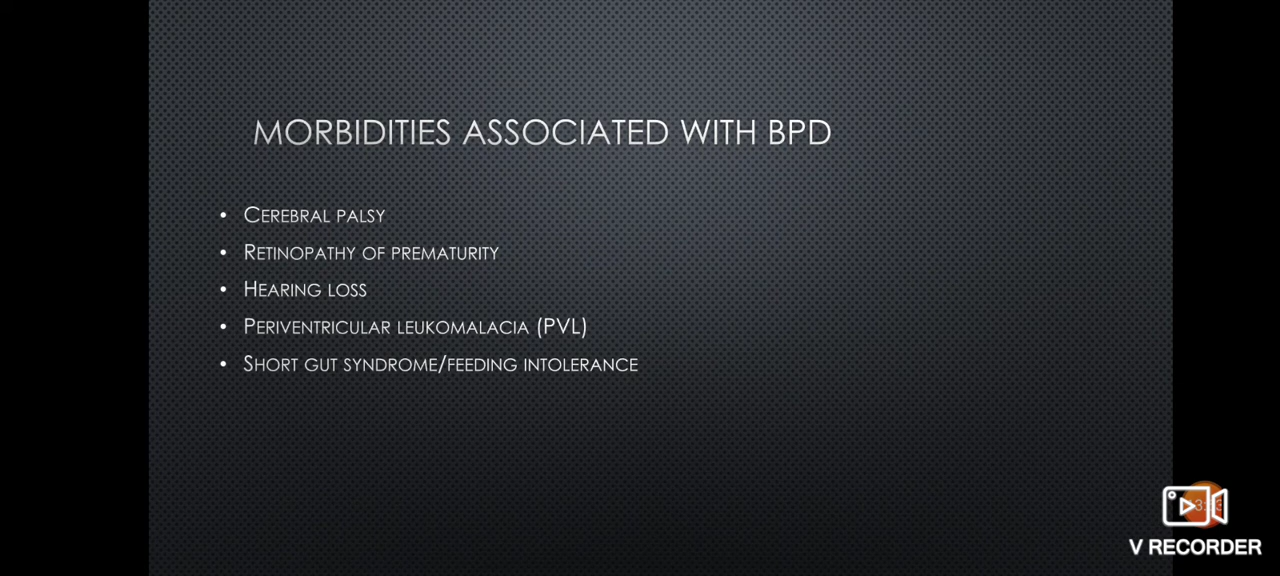 MORBIDITIES ASSOCIATED WITH BPD
• CEREBRAL PALSY
• RETINOPATHY OF PREMATURITY
• HEARING LOSS
• PERIVENTRICULAR LEUKOMALACIA (PVL)
• SHORT GUT SYNDROME/FEEDING INTOLERANCE
V RECORDER